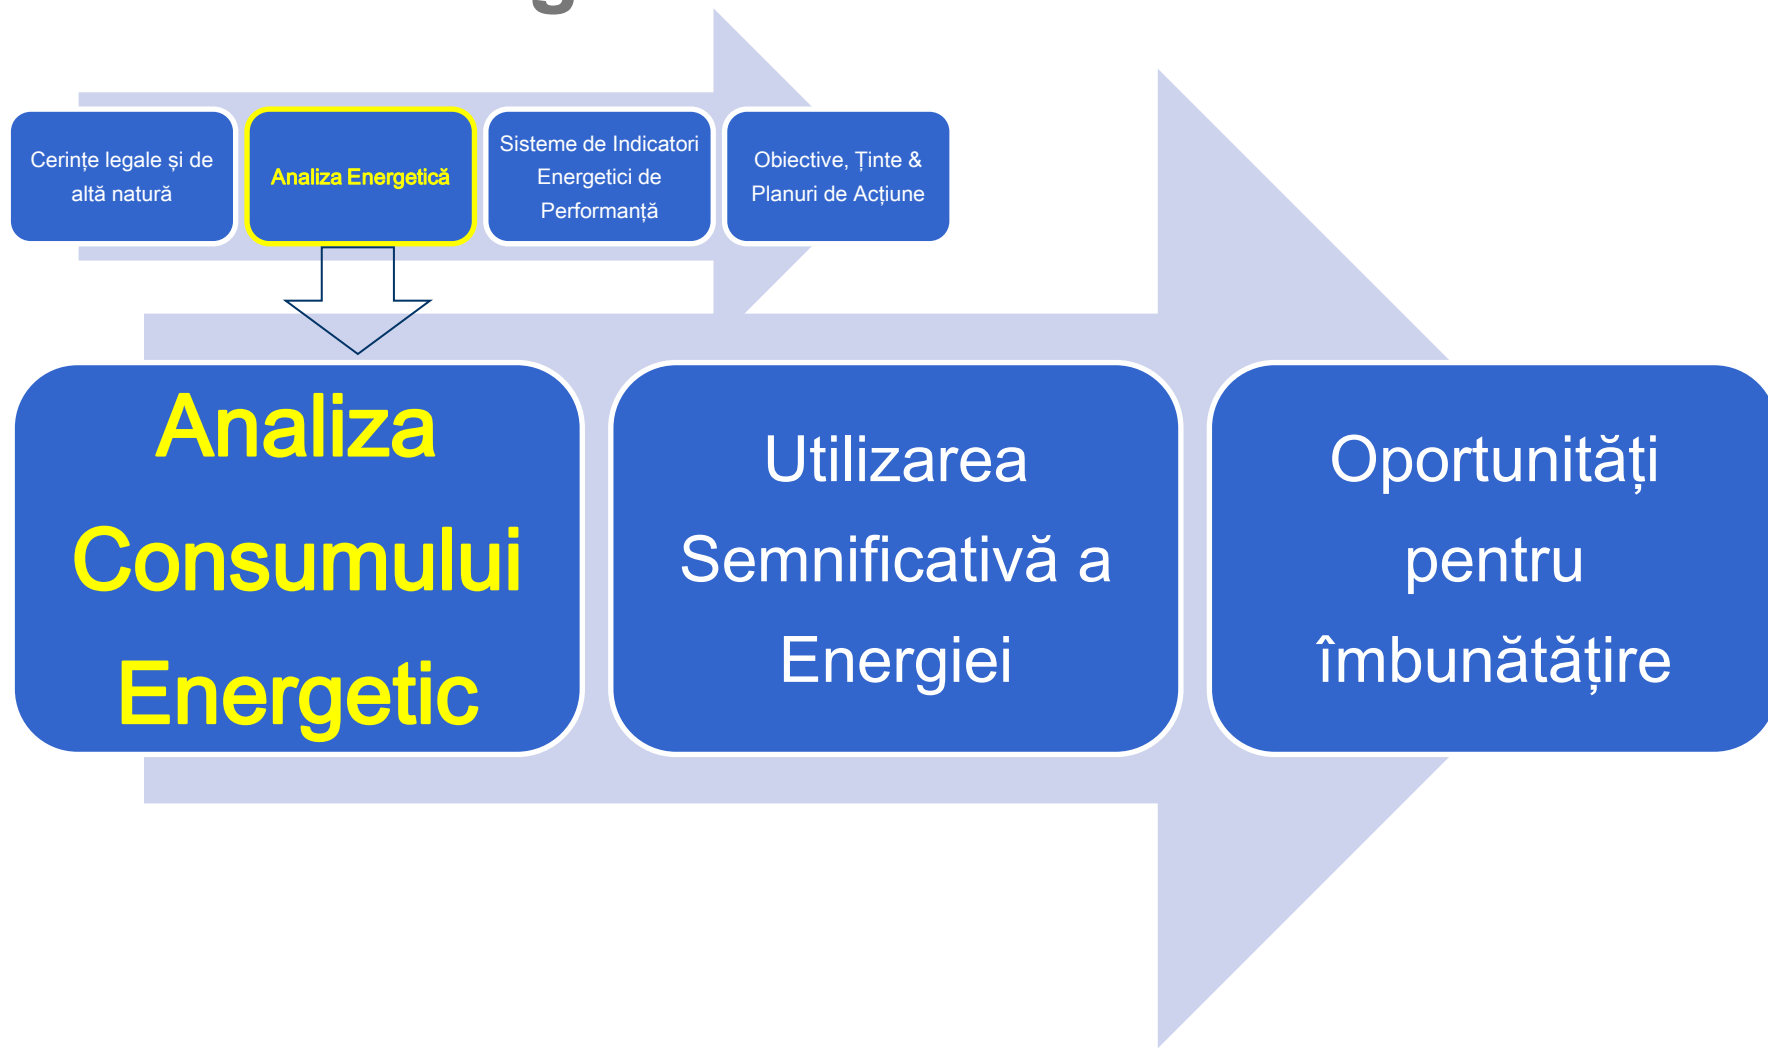 Cerințe legale și de
altă natură
Analiza Energetică
Sisteme de Indicatori
Energetici de
Performanță
Obiective, Ținte &
Planuri de Acțiune
Analiza
Consumului
Energetic
Utilizarea
Semnificativă a
Energiei
Oportunități
pentru
îmbunătățire